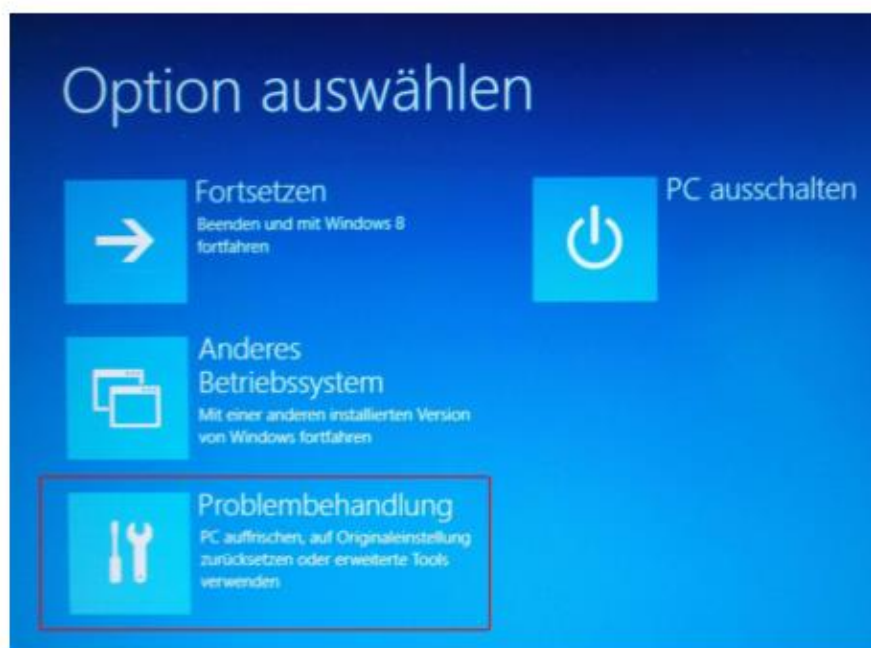 Option auswählen
Fortsetzen
Beenden und mit Windows 8
fortfahren
PC ausschalten
Anderes
Betriebssystem
Mit einer anderen installierten Version
von Windows fortfahren
Problembehandlung
PC auffrischen, auf Originaleinstellung
zurücksetzen oder erweiterte Tools
verwenden